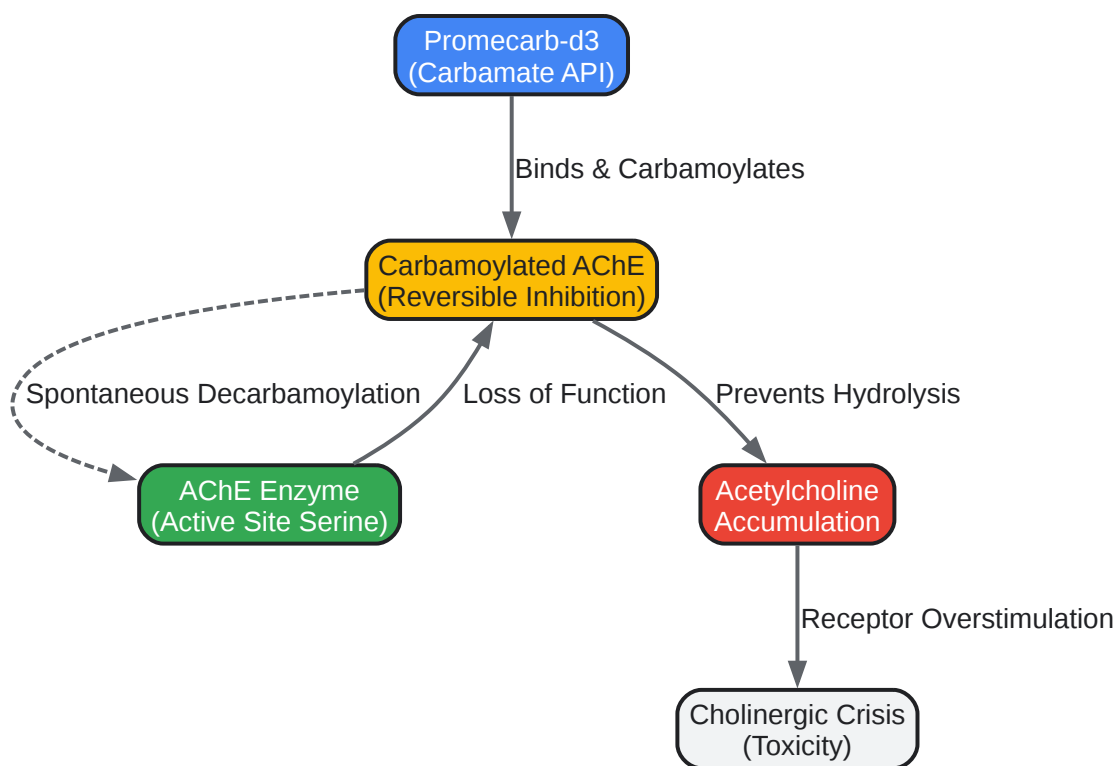 Promecarb-d3
(Carbamate API)
Binds & Carbamoylates
Carbamoylated AChE
(Reversible Inhibition)
Spontaneous Decarbamoylation
Loss of Function
Prevents Hydrolysis
AChE Enzyme
(Active Site Serine)
Acetylcholine
Accumulation
Receptor Overstimulation
Cholinergic Crisis
(Toxicity)